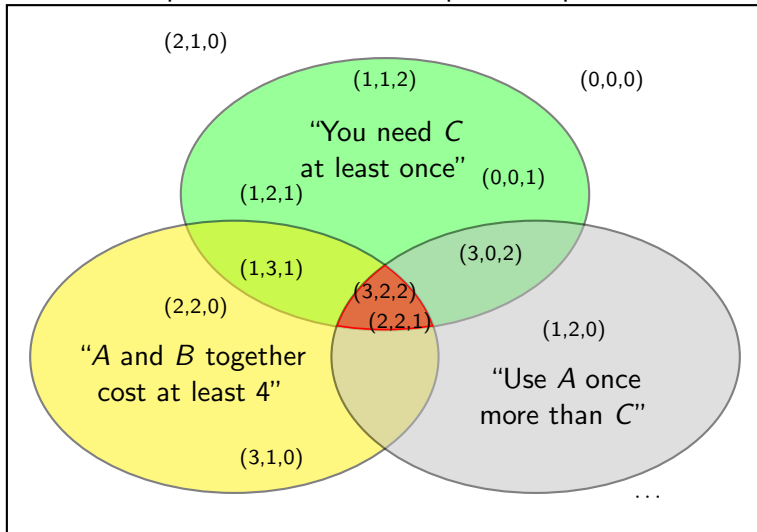 (2,1,0)
(1,1,2)
(0,0,0)
“You need C
at least once”
(0,0,1)
(1,2,1)
(3,0,2)
(1,3,1)
(3,2,2)
(2,2,0)
(2,2,1)
(1,2,0)
“A and B together
cost at least 4”
“Use A once
more than C”
(3,1,0)
...